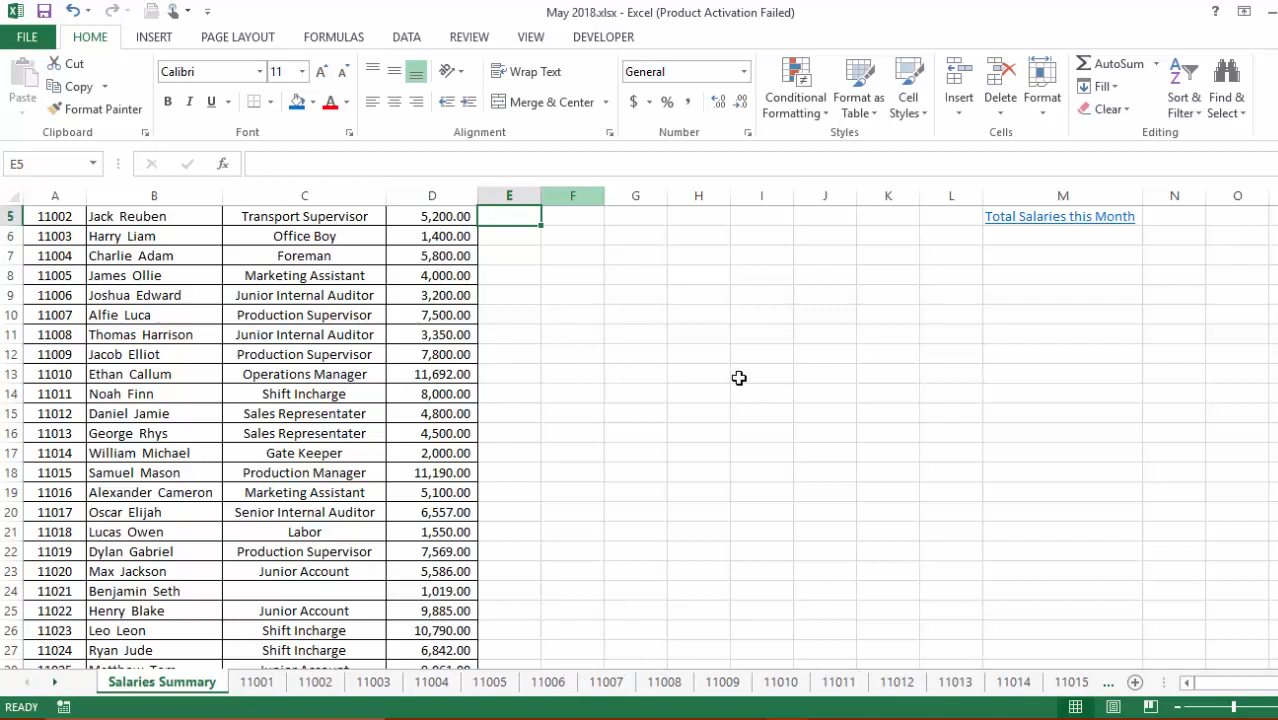 May 2018.xlsx - Excel (Product Activation Failed)
FILE HOME INSERT PAGE LAYOUT FORMULAS DATA REVIEW VIEW DEVELOPER
Paste
Cut
Copy
Format Painter
Clipboard
Calibri 11
B I U
Font
Wrap Text
Merge & Center
Alignment
General
$ % ,
Number
Conditional Formatting
Format as Table
Cell Styles
Styles
Insert
Delete
Format
Cells
AutoSum
Fill
Clear
Sort & Filter
Find & Select
Editing
E5 fx
A B C D E F G H I J K L M N O
5 11002 Jack Reuben Transport Supervisor 5,200.00 Total Salaries this Month
6 11003 Harry Liam Office Boy 1,400.00
7 11004 Charlie Adam Foreman 5,800.00
8 11005 James Ollie Marketing Assistant 4,000.00
9 11006 Joshua Edward Junior Internal Auditor 3,200.00
10 11007 Alfie Luca Production Supervisor 7,500.00
11 11008 Thomas Harrison Junior Internal Auditor 3,350.00
12 11009 Jacob Elliot Production Supervisor 7,800.00
13 11010 Ethan Callum Operations Manager 11,692.00
14 11011 Noah Finn Shift Incharge 8,000.00
15 11012 Daniel Jamie Sales Representater 4,800.00
16 11013 George Rhys Sales Representater 4,500.00
17 11014 William Michael Gate Keeper 2,000.00
18 11015 Samuel Mason Production Manager 11,190.00
19 11016 Alexander Cameron Marketing Assistant 5,100.00
20 11017 Oscar Elijah Senior Internal Auditor 6,557.00
21 11018 Lucas Owen Labor 1,550.00
22 11019 Dylan Gabriel Production Supervisor 7,569.00
23 11020 Max Jackson Junior Account 5,586.00
24 11021 Benjamin Seth 1,019.00
25 11022 Henry Blake Junior Account 9,885.00
26 11023 Leo Leon Shift Incharge 10,790.00
27 11024 Ryan Jude Shift Incharge 6,842.00
Salaries Summary 11001 11002 11003 11004 11005 11006 11007 11008 11009 11010 11011 11012 11013 11014 11015 ...
READY